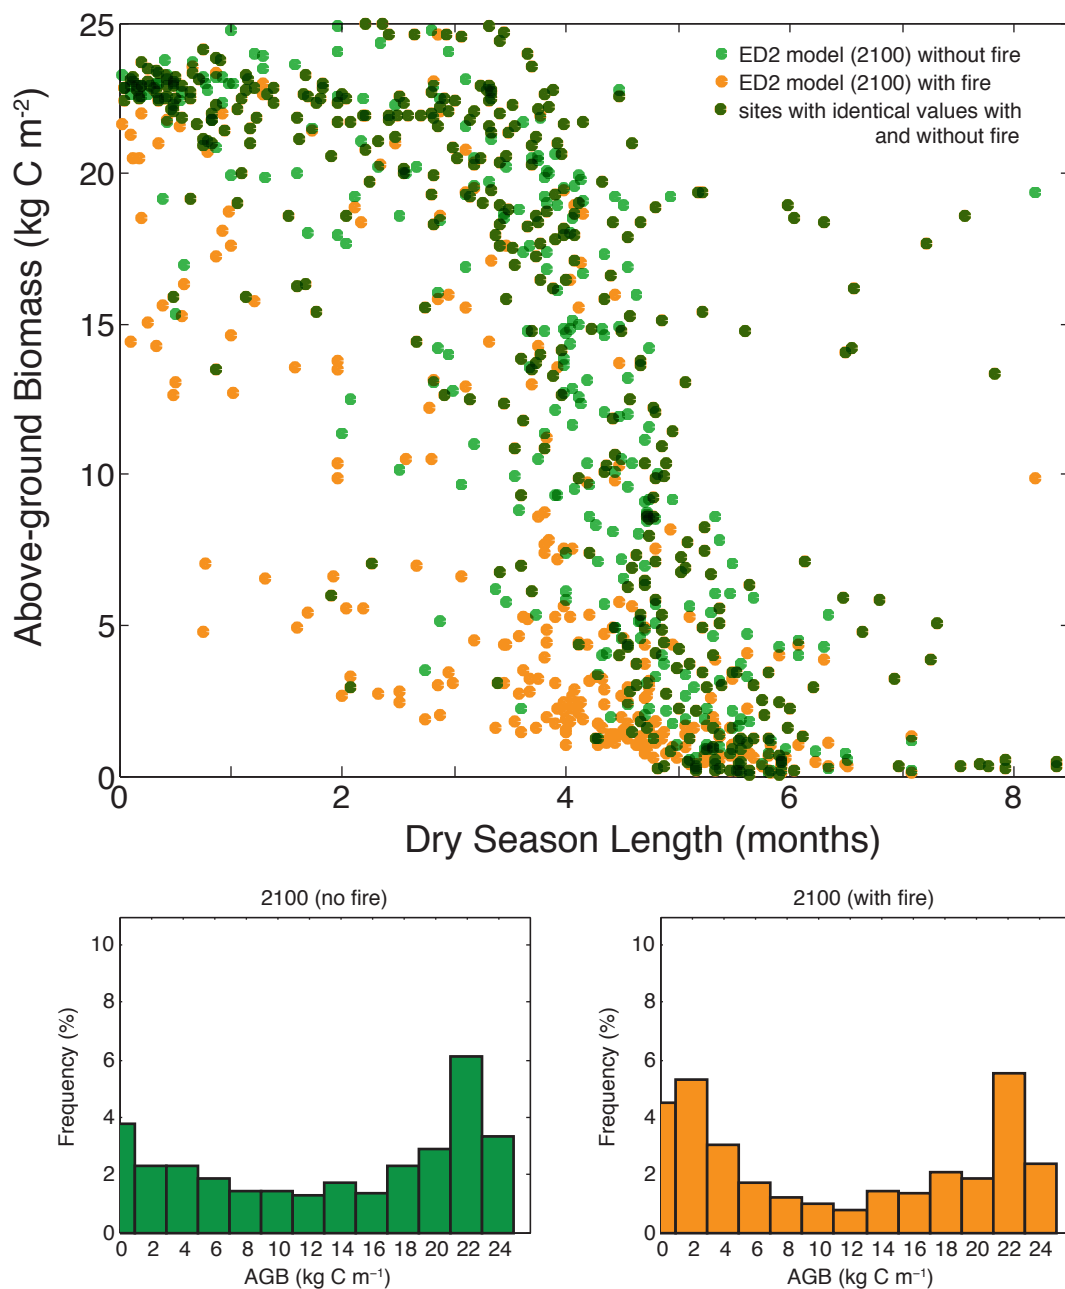 25
20
15
10
5
0
Above-ground Biomass (kg C m-2)
ED2 model (2100) without fire
ED2 model (2100) with fire
sites with identical values with
and without fire
0 2 4 6 8
Dry Season Length (months)
2100 (no fire)
10
8
6
4
2
0
Frequency (%)
0 2 4 6 8 10 12 14 16 18 20 22 24
AGB (kg C m⁻¹)
2100 (with fire)
10
8
6
4
2
0
Frequency (%)
0 2 4 6 8 10 12 14 16 18 20 22 24
AGB (kg C m⁻¹)